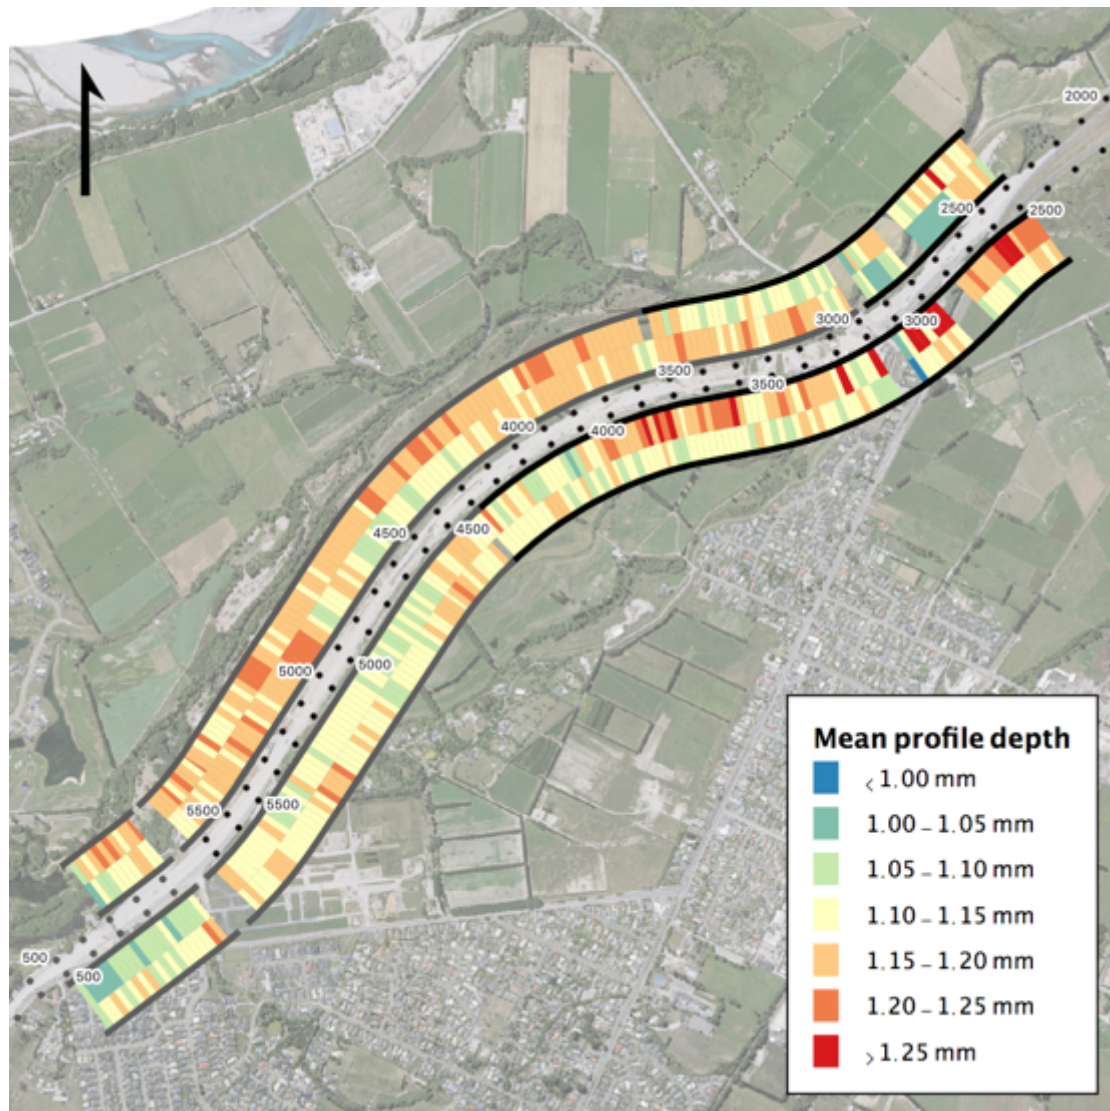 2000
2500
2500
3000
3000
3500
3500
4000
4000
4500
4500
5000
5000
5500
5500
500
500
Mean profile depth
< 1.00 mm
1.00 – 1.05 mm
1.05 – 1.10 mm
1.10 – 1.15 mm
1.15 – 1.20 mm
1.20 – 1.25 mm
> 1.25 mm